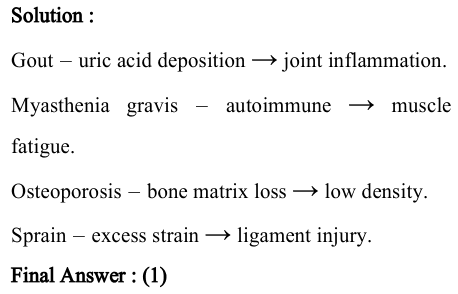 Solution :
Gout – uric acid deposition → joint inflammation.
Myasthenia gravis – autoimmune → muscle
fatigue.
Osteoporosis – bone matrix loss → low density.
Sprain – excess strain → ligament injury.
Final Answer : (1)